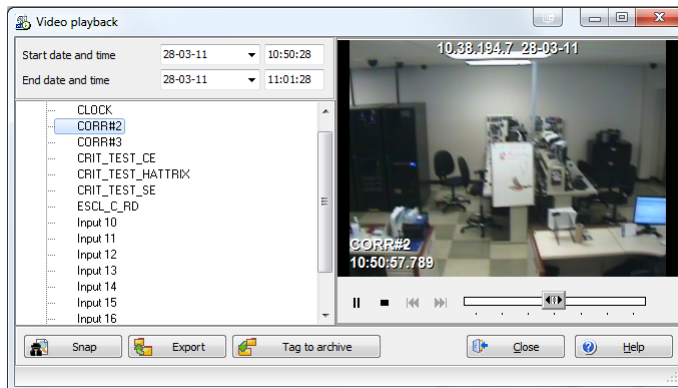 Video playback
Start date and time 28-03-11 10:50:28
End date and time 28-03-11 11:01:28
CLOCK
CORR#2
CORR#3
CRIT_TEST_CE
CRIT_TEST_HATTRIX
CRIT_TEST_SE
ESCL_C_RD
Input 10
Input 11
Input 12
Input 13
Input 14
Input 15
Input 16
10.38.194.7 28-03-11
CORR#2
10:50:57.789
Snap Export Tag to archive Close Help